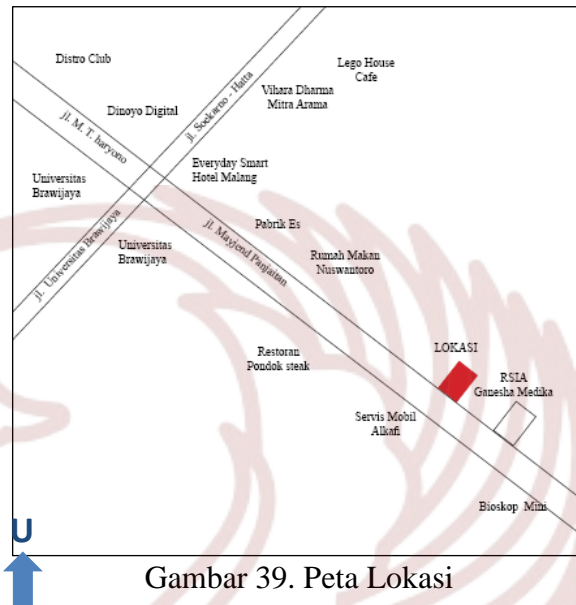 Distro Club
Lego House
Cafe
Vihara Dharma
Mitra Arama
jl. Soekarno - Hatta
Dinoyo Digital
jl. M. T. haryono
Everyday Smart
Hotel Malang
Universitas
Brawijaya
jl. Universitas Brawijaya
Universitas
Brawijaya
jl. Mayjend Panjaitan
Pabrik Es
Rumah Makan
Nuswantoro
Restoran
Pondok steak
LOKASI
RSIA
Ganesha Medika
Servis Mobil
Alkafi
Bioskop Mini
U
Gambar 39. Peta Lokasi